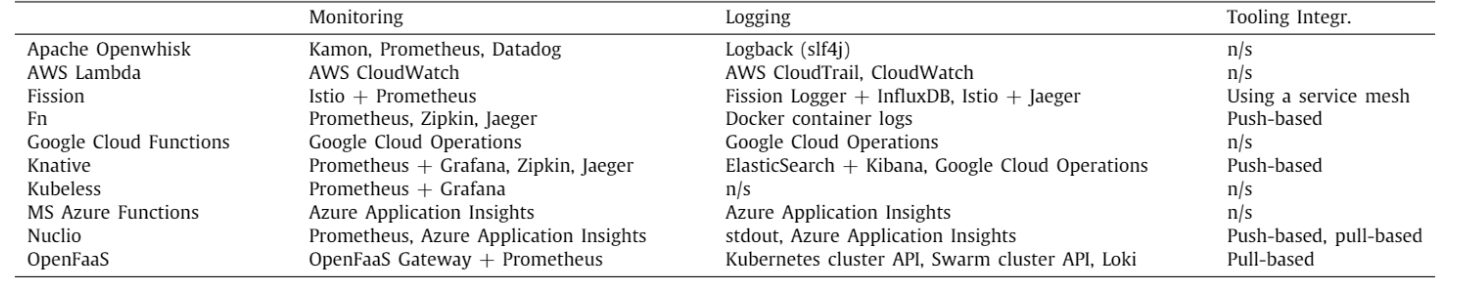 Monitoring Logging Tooling Integr.
Apache Openwhisk Kamon, Prometheus, Datadog Logback (slf4j) n/s
AWS Lambda AWS CloudWatch AWS CloudTrail, CloudWatch n/s
Fission Istio + Prometheus Fission Logger + InfluxDB, Istio + Jaeger Using a service mesh
Fn Prometheus, Zipkin, Jaeger Docker container logs Push-based
Google Cloud Functions Google Cloud Operations Google Cloud Operations n/s
Knative Prometheus + Grafana, Zipkin, Jaeger ElasticSearch + Kibana, Google Cloud Operations Push-based
Kubeless Prometheus + Grafana n/s n/s
MS Azure Functions Azure Application Insights Azure Application Insights n/s
Nuclio Prometheus, Azure Application Insights stdout, Azure Application Insights Push-based, pull-based
OpenFaaS OpenFaaS Gateway + Prometheus Kubernetes cluster API, Swarm cluster API, Loki Pull-based